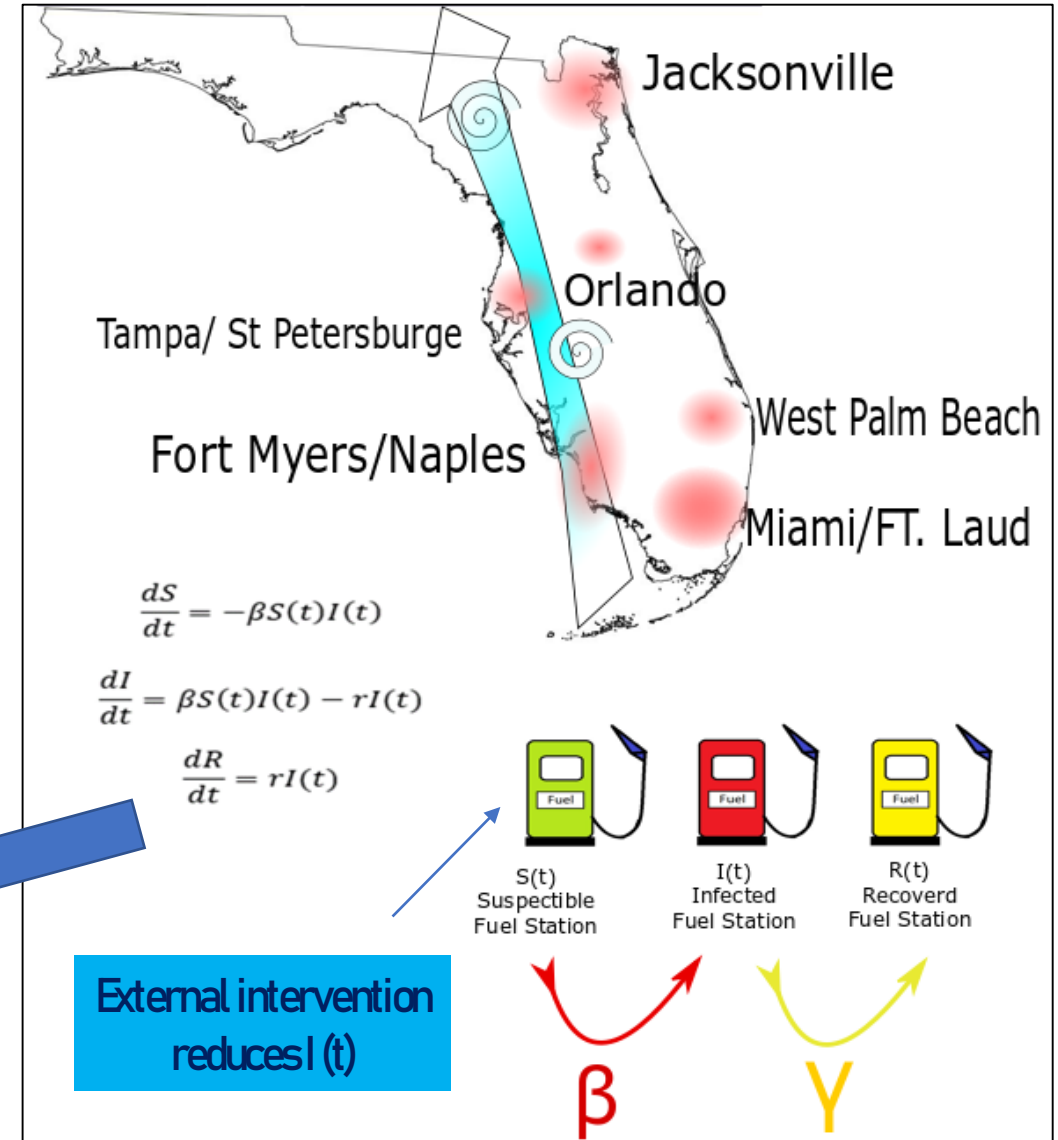 Jacksonville
Orlando
Tampa/ St Petersburge
West Palm Beach
Fort Myers/Naples
Miami/FT. Laud
dS/dt = −βS(t)I(t)
dI/dt = βS(t)I(t) − rI(t)
dR/dt = rI(t)
Fuel
Fuel
Fuel
S(t)
Suspectible
Fuel Station
I(t)
Infected
Fuel Station
R(t)
Recoverd
Fuel Station
External intervention
reduces I (t)
β
γ